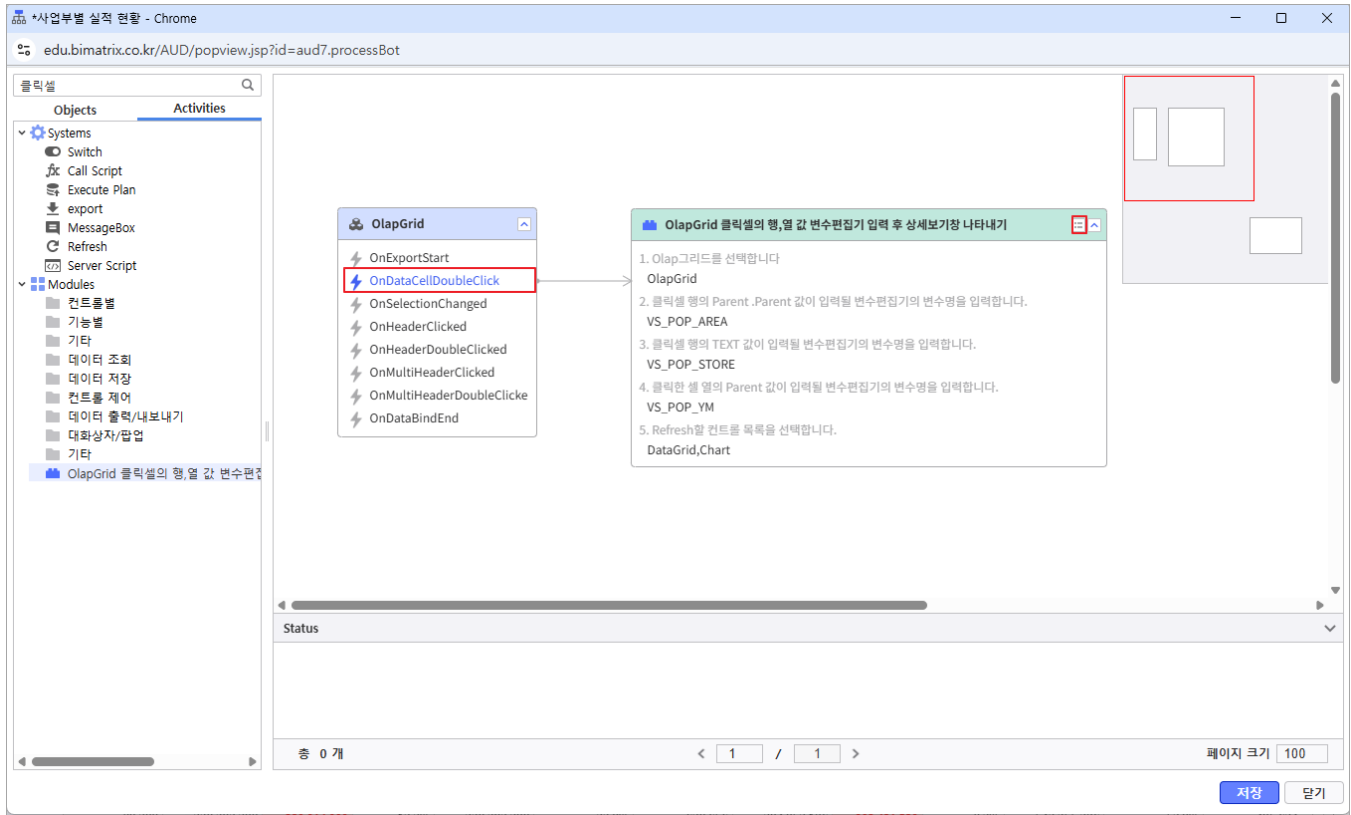 *사업부별 실적 현황 - Chrome
edu.bimatrix.co.kr/AUD/popview.jsp?id=aud7.processBot
클릭셀
Objects Activities
Systems
Switch
fx Call Script
Execute Plan
export
MessageBox
Refresh
Server Script
Modules
컨트롤별
기능별
기타
데이터 조회
데이터 저장
컨트롤 제어
데이터 출력/내보내기
대화상자/팝업
기타
OlapGrid 클릭셀의 행,열 값 변수편집
OlapGrid
OnExportStart
OnDataCellDoubleClick
OnSelectionChanged
OnHeaderClicked
OnHeaderDoubleClicked
OnMultiHeaderClicked
OnMultiHeaderDoubleClicke
OnDataBindEnd
OlapGrid 클릭셀의 행,열 값 변수편집기 입력 후 상세보기창 나타내기
1. Olap그리드를 선택합니다
OlapGrid
2. 클릭셀 행의 Parent .Parent 값이 입력될 변수편집기의 변수명을 입력합니다.
VS_POP_AREA
3. 클릭셀 행의 TEXT 값이 입력될 변수편집기의 변수명을 입력합니다.
VS_POP_STORE
4. 클릭한 셀 열의 Parent 값이 입력될 변수편집기의 변수명을 입력합니다.
VS_POP_YM
5. Refresh할 컨트롤 목록을 선택합니다.
DataGrid,Chart
Status
총 0 개 < 1 / 1 > 페이지 크기 100
저장 닫기